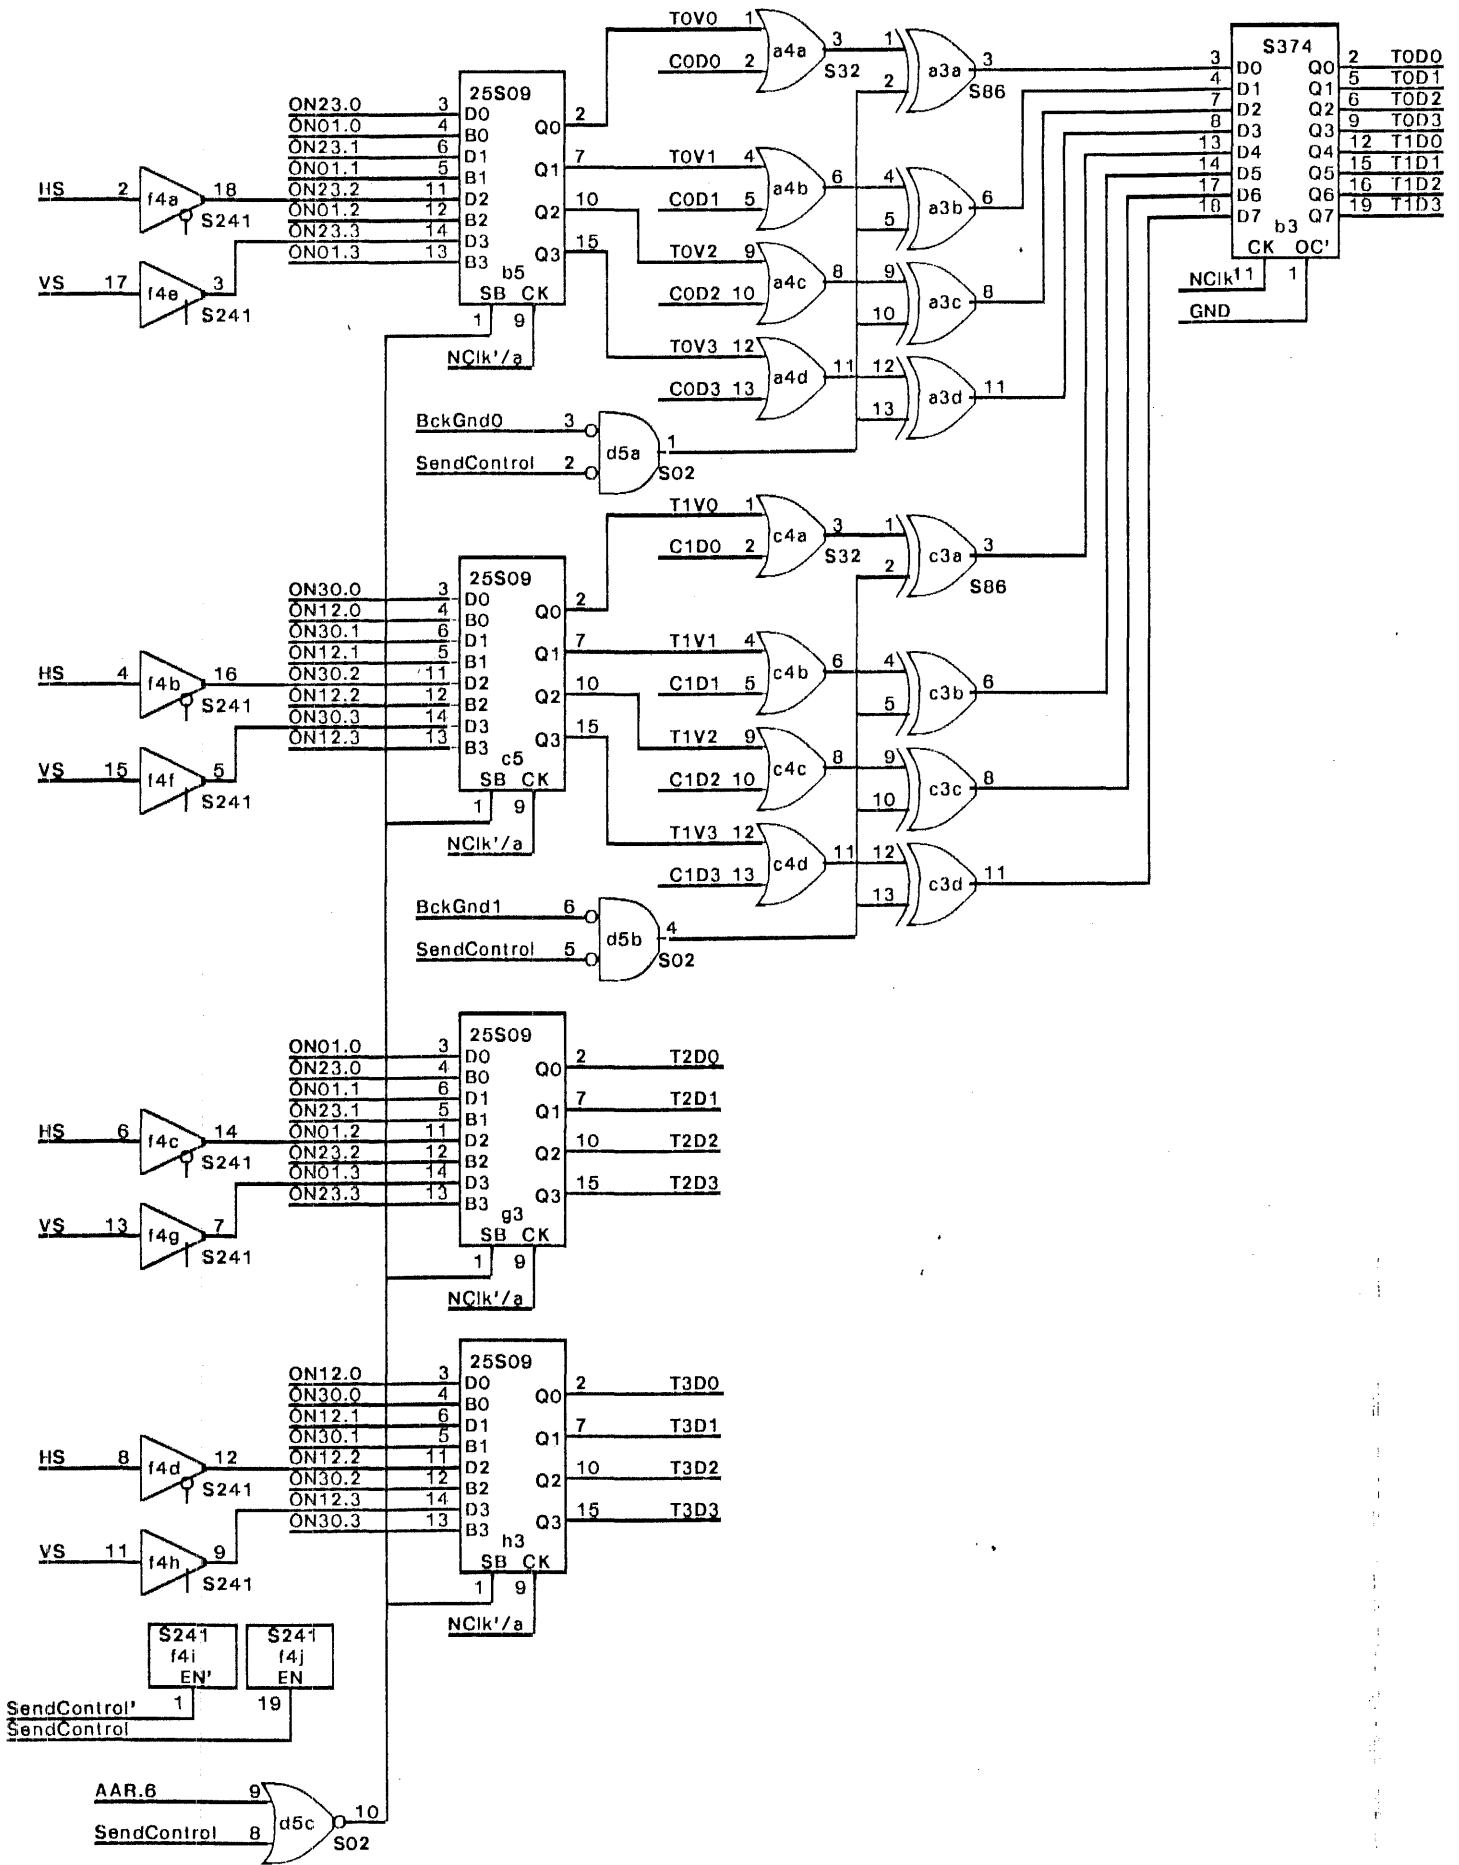 TOV0 1
C0D0 2
a4a
3
S32
1
2
a3a
3
S86
S374
3 D0 Q0 2 T0D0
4 D1 Q1 5 T0D1
7 D2 Q2 6 T0D2
8 D3 Q3 9 T0D3
13 D4 Q4 12 T1D0
14 D5 Q5 15 T1D1
17 D6 Q6 16 T1D2
18 D7 Q7 19 T1D3
b3
CK OC'
NClk 11 1
GND
25S09
ON23.0 3 D0
ON01.0 4 B0
ON23.1 6 D1
ON01.1 5 B1
ON23.2 11 D2
ON01.2 12 B2
ON23.3 14 D3
ON01.3 13 B3
Q0 2
Q1 7
Q2 10
Q3 15
b5
SB CK
1 9
NClk'/a
HS 2 f4a 18
S241
VS 17 f4e 3
S241
TOV1 4
C0D1 5
a4b 6
4
5
a3b 6
TOV2 9
C0D2 10
a4c 8
9
10
a3c 8
TOV3 12
C0D3 13
a4d 11
12
13
a3d 11
BckGnd0 3
SendControl 2
d5a 1
S02
T1V0 1
C1D0 2
c4a 3
S32
1
2
c3a 3
S86
25S09
ON30.0 3 D0
ON12.0 4 B0
ON30.1 6 D1
ON12.1 5 B1
ON30.2 11 D2
ON12.2 12 B2
ON30.3 14 D3
ON12.3 13 B3
Q0 2
Q1 7
Q2 10
Q3 15
c5
SB CK
1 9
NClk'/a
HS 4 f4b 16
S241
VS 15 f4f 5
S241
T1V1 4
C1D1 5
c4b 6
4
5
c3b 6
T1V2 9
C1D2 10
c4c 8
9
10
c3c 8
T1V3 12
C1D3 13
c4d 11
12
13
c3d 11
BckGnd1 6
SendControl 5
d5b 4
S02
25S09
ON01.0 3 D0
ON23.0 4 B0
ON01.1 6 D1
ON23.1 5 B1
ON01.2 11 D2
ON23.2 12 B2
ON01.3 14 D3
ON23.3 13 B3
Q0 2 T2D0
Q1 7 T2D1
Q2 10 T2D2
Q3 15 T2D3
g3
SB CK
1 9
NClk'/a
HS 6 f4c 14
S241
VS 13 f4g 7
S241
25S09
ON12.0 3 D0
ON30.0 4 B0
ON12.1 6 D1
ON30.1 5 B1
ON12.2 11 D2
ON30.2 12 B2
ON12.3 14 D3
ON30.3 13 B3
Q0 2 T3D0
Q1 7 T3D1
Q2 10 T3D2
Q3 15 T3D3
h3
SB CK
1 9
NClk'/a
HS 8 f4d 12
S241
VS 11 f4h 9
S241
S241 S241
f4i f4j
EN' EN
SendControl' 1 19
SendControl
AAR.6 9
SendControl 8
d5c 10
S02